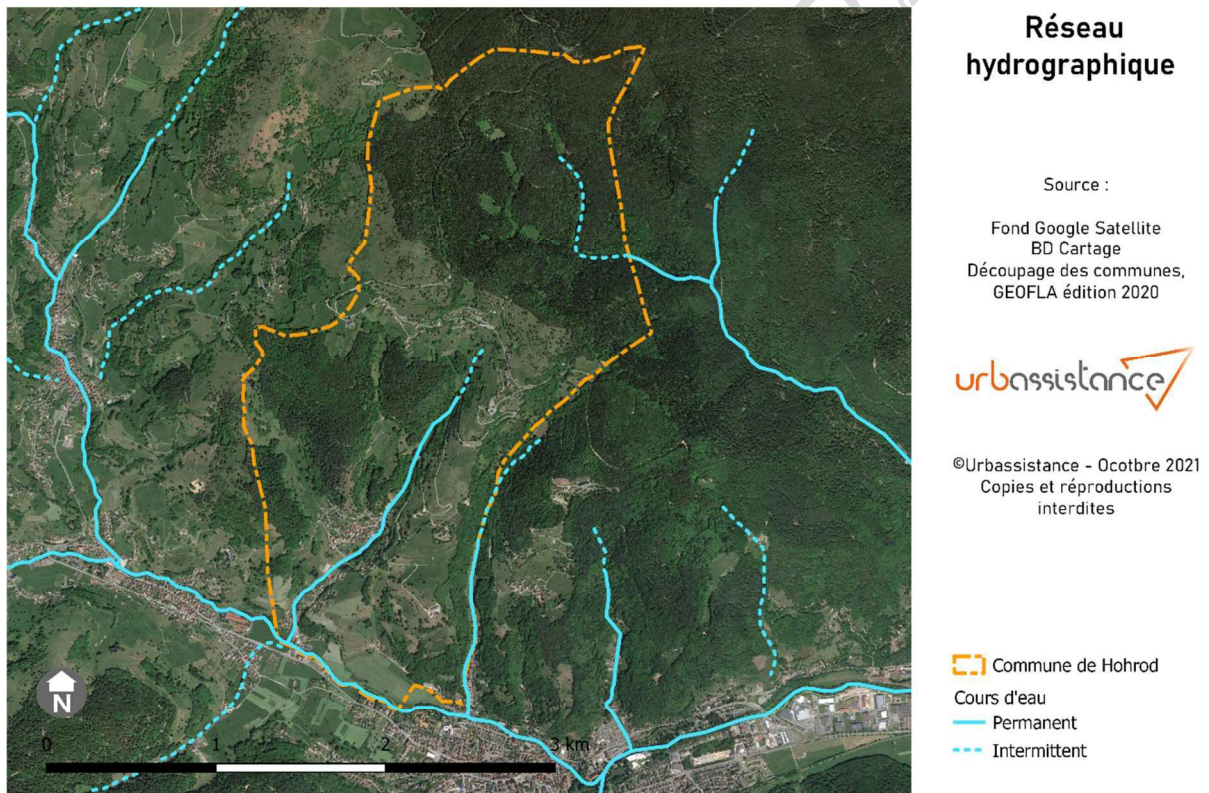 Réseau
hydrographique
Source :
Fond Google Satellite
BD Cartage
Découpage des communes,
GEOFLA édition 2020
urbassistance
©Urbassistance - Ocotbre 2021
Copies et réproductions
interdites
Commune de Hohrod
Cours d'eau
Permanent
Intermittent
N
0 1 2 3 km